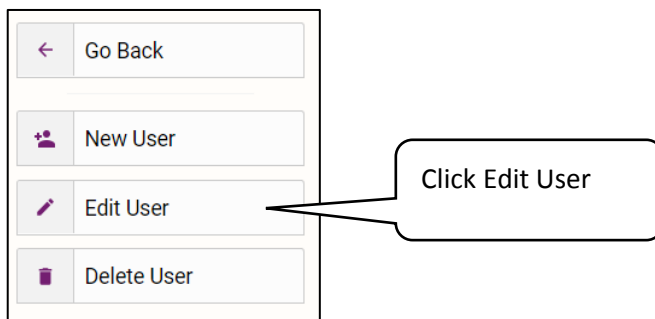 Go Back
New User
Edit User
Click Edit User
Delete User